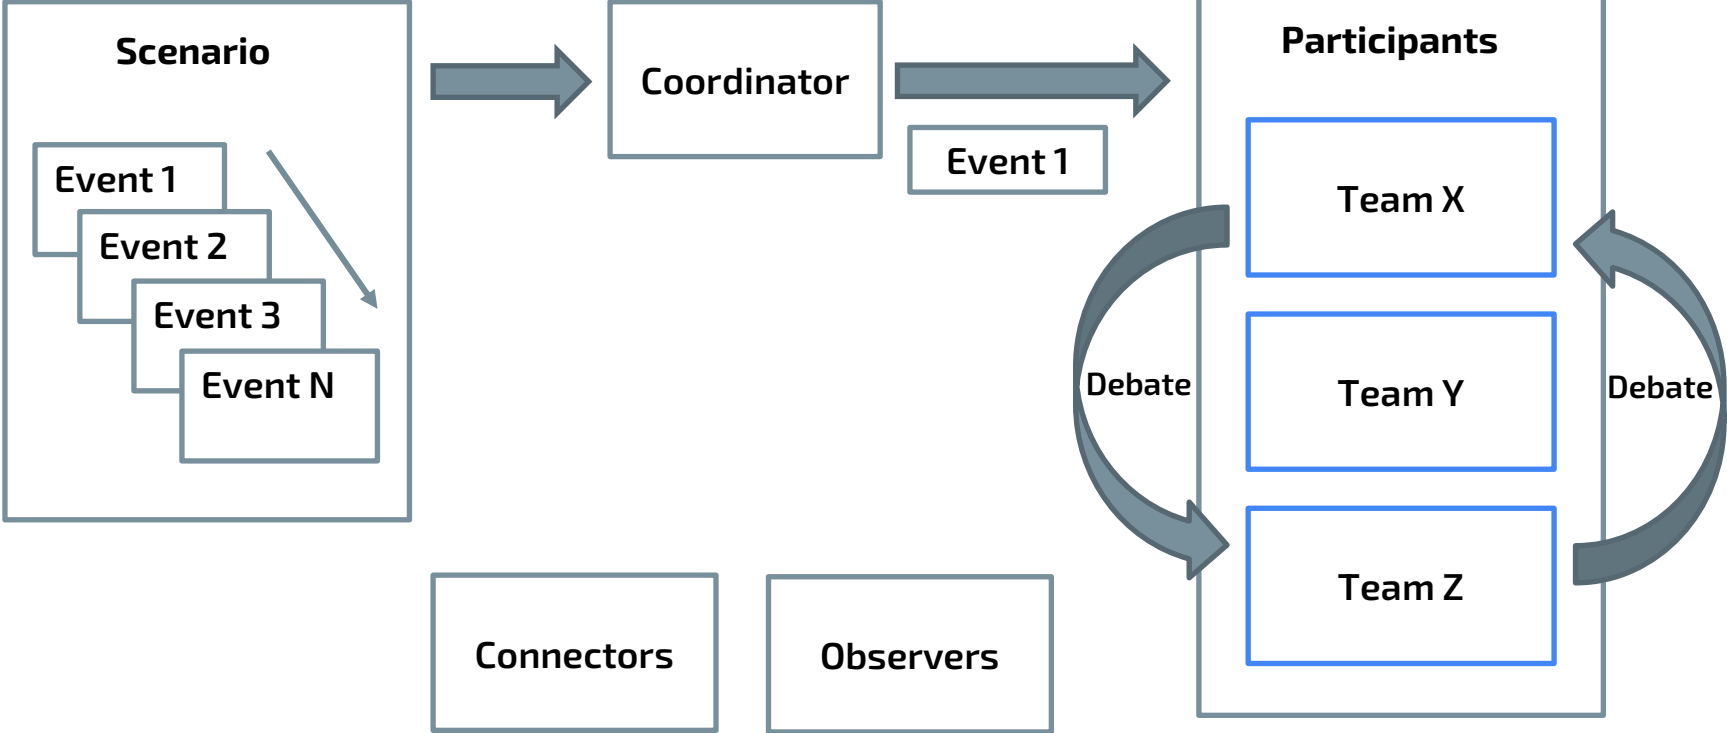 Scenario
Event 1
Event 2
Event 3
Event N
Coordinator
Event 1
Participants
Team X
Team Y
Team Z
Debate
Debate
Connectors
Observers